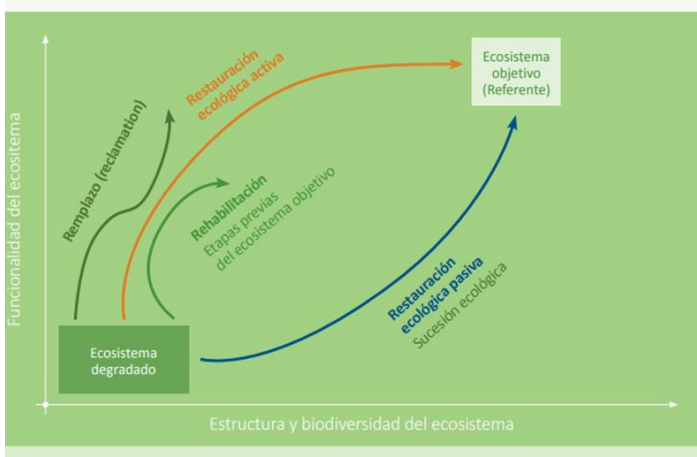 Funcionalidad del ecositema
Remplazo (reclamation)
Restauración
ecológica activa
Ecosistema
objetivo
(Referente)
Rehabilitación
Etapas previas
del ecosistema objetivo
Restauración
ecológica pasiva
Sucesión ecológica
Ecosistema
degradado
Estructura y biodiversidad del ecosistema